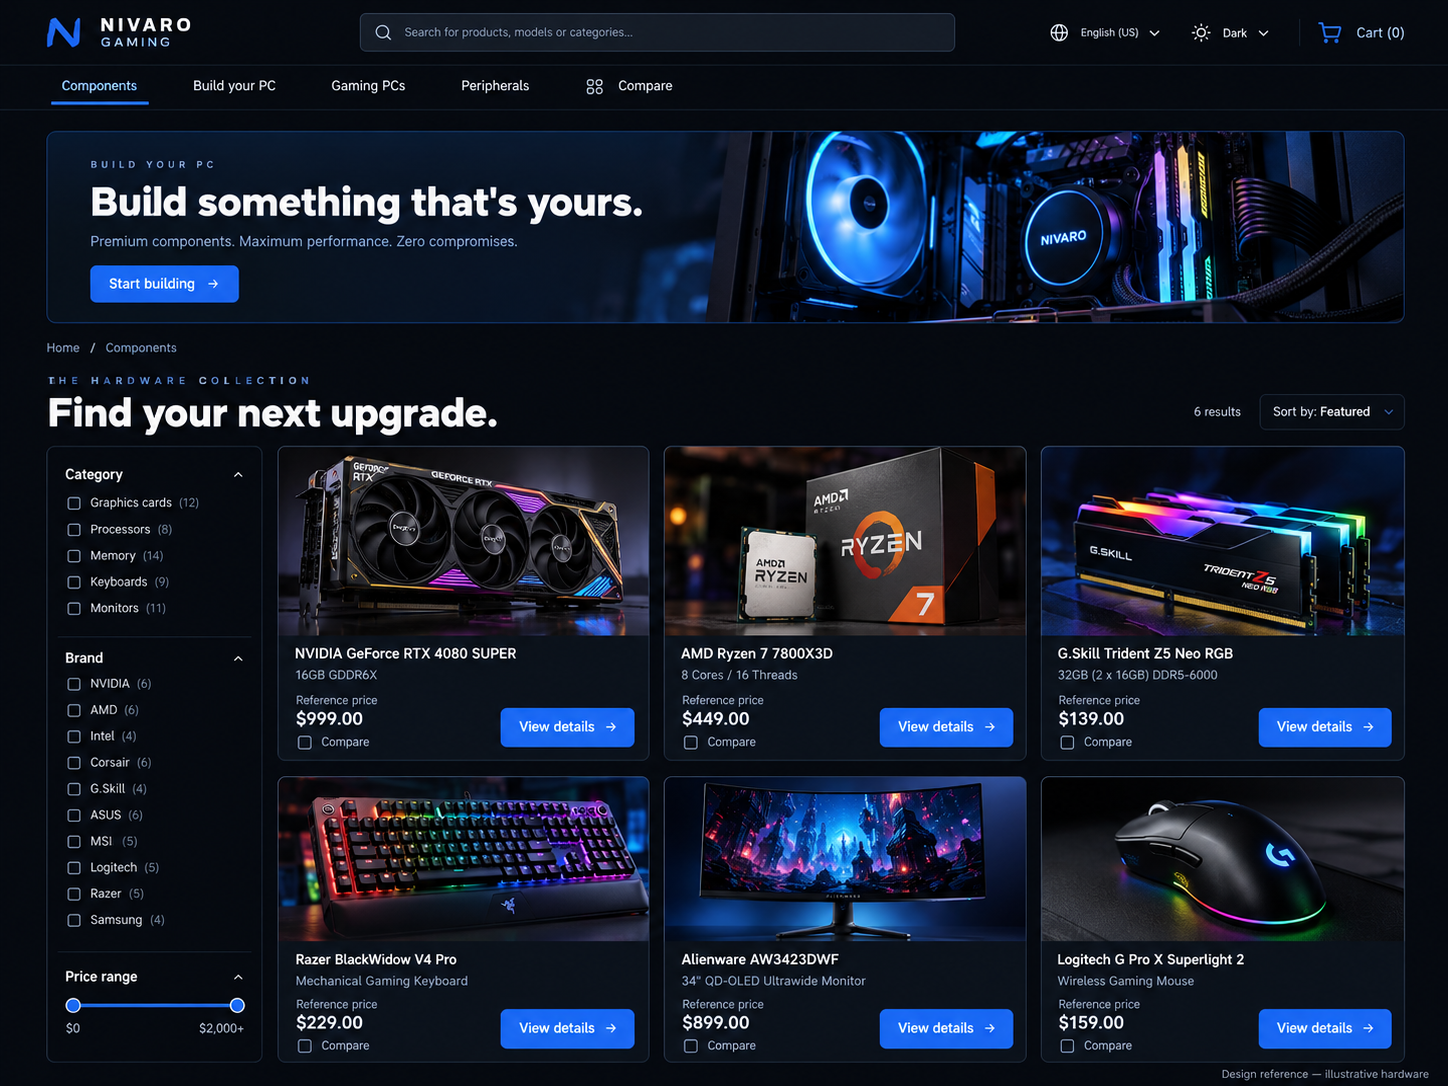 NIVARO
GAMING
Search for products, models or categories...
English (US)
Dark
Cart (0)
Components
Build your PC
Gaming PCs
Peripherals
Compare
BUILD YOUR PC
Build something that's yours.
Premium components. Maximum performance. Zero compromises.
Start building →
NIVARO
Home / Components
THE HARDWARE COLLECTION
Find your next upgrade.
6 results
Sort by: Featured
Category
Graphics cards (12)
Processors (8)
Memory (14)
Keyboards (9)
Monitors (11)
Brand
NVIDIA (6)
AMD (6)
Intel (4)
Corsair (6)
G.Skill (4)
ASUS (6)
MSI (5)
Logitech (5)
Razer (5)
Samsung (4)
Price range
$0
$2,000+
GEFORCE
RTX
GEFORCE RTX
NVIDIA GeForce RTX 4080 SUPER
16GB GDDR6X
Reference price
$999.00
Compare
View details →
AMD
RYZEN
AMD
RYZEN
RYZEN
7
AMD Ryzen 7 7800X3D
8 Cores / 16 Threads
Reference price
$449.00
Compare
View details →
G.SKILL
TRIDENT Z5
NEO RGB
G.Skill Trident Z5 Neo RGB
32GB (2 x 16GB) DDR5-6000
Reference price
$139.00
Compare
View details →
Razer BlackWidow V4 Pro
Mechanical Gaming Keyboard
Reference price
$229.00
Compare
View details →
ALIENWARE
Alienware AW3423DWF
34" QD-OLED Ultrawide Monitor
Reference price
$899.00
Compare
View details →
Logitech G Pro X Superlight 2
Wireless Gaming Mouse
Reference price
$159.00
Compare
View details →
Design reference — illustrative hardware